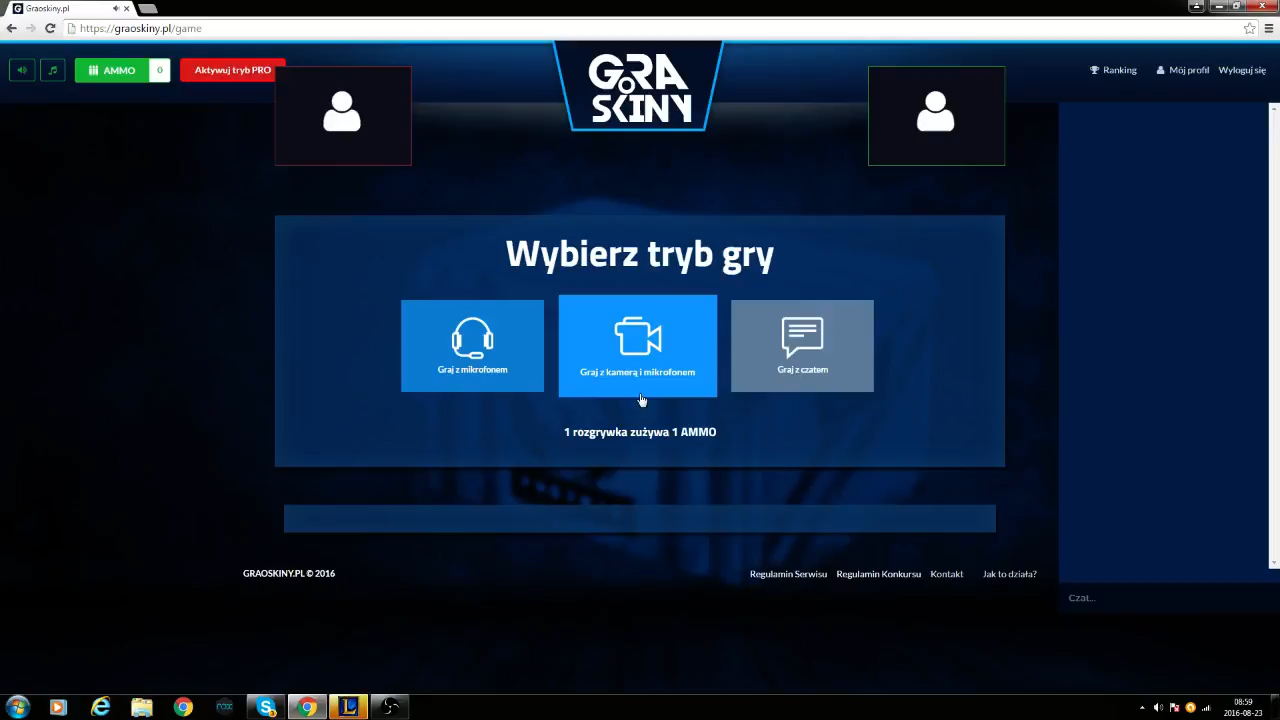 Graoskiny.pl
https://graoskiny.pl/game
AMMO 0
Aktywuj tryb PRO
GRA
O
SKINY
Ranking
Mój profil
Wyloguj się
Wybierz tryb gry
Graj z mikrofonem
Graj z kamerą i mikrofonem
Graj z czatem
1 rozgrywka zużywa 1 AMMO
GRAOSKINY.PL © 2016
Regulamin Serwisu
Regulamin Konkursu
Kontakt
Jak to działa?
Czat...
08:59
2016-08-23